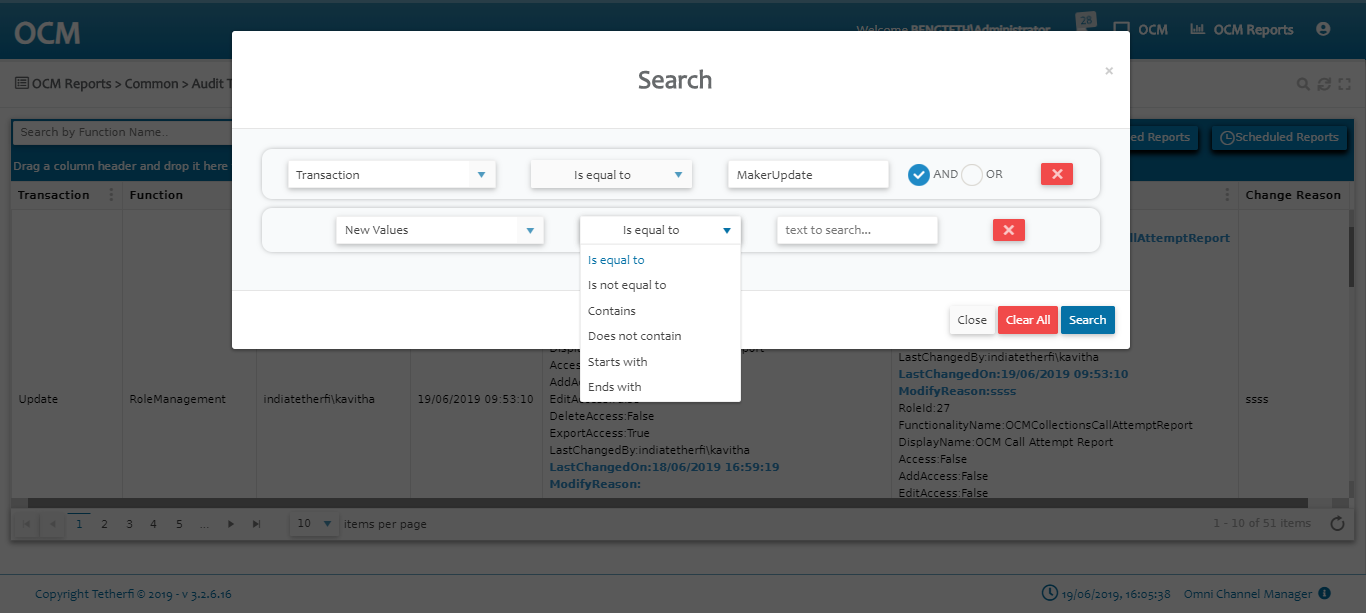 OCM
Welcome RENGTETH\Administrator
28
OCM
OCM Reports
OCM Reports > Common > Audit T
Search
×
Search by Function Name..
ed Reports
Scheduled Reports
Drag a column header and drop it here
Transaction
Is equal to
MakerUpdate
AND
OR
New Values
Is equal to
text to search...
Is equal to
Is not equal to
Contains
Does not contain
Starts with
Ends with
Close
Clear All
Search
Transaction
Function
Change Reason
llAttemptReport
Update
RoleManagement
indiatetherfi\kavitha
19/06/2019 09:53:10
DeleteAccess:False
ExportAccess:True
LastChangedBy:indiatetherfi\kavitha
LastChangedOn:18/06/2019 16:59:19
ModifyReason:
LastChangedBy:indiatetherfi\kavitha
LastChangedOn:19/06/2019 09:53:10
ModifyReason:ssss
RoleId:27
FunctionalityName:OCMCollectionsCallAttemptReport
DisplayName:OCM Call Attempt Report
Access:False
AddAccess:False
EditAccess:False
ssss
1 2 3 4 5 ...
10
items per page
1 - 10 of 51 items
Copyright Tetherfi © 2019 - v 3.2.6.16
19/06/2019, 16:05:38
Omni Channel Manager